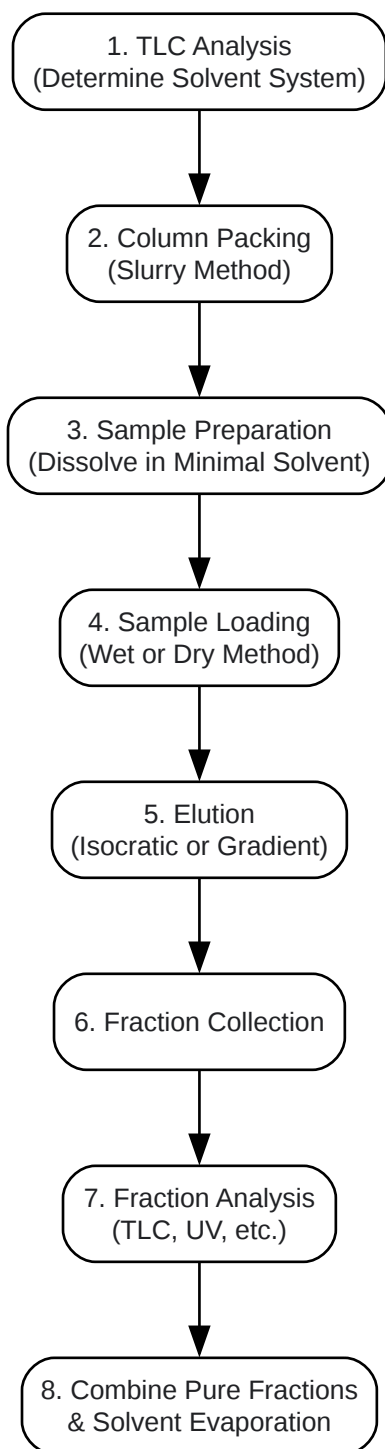 1. TLC Analysis
(Determine Solvent System)
2. Column Packing
(Slurry Method)
3. Sample Preparation
(Dissolve in Minimal Solvent)
4. Sample Loading
(Wet or Dry Method)
5. Elution
(Isocratic or Gradient)
6. Fraction Collection
7. Fraction Analysis
(TLC, UV, etc.)
8. Combine Pure Fractions
& Solvent Evaporation